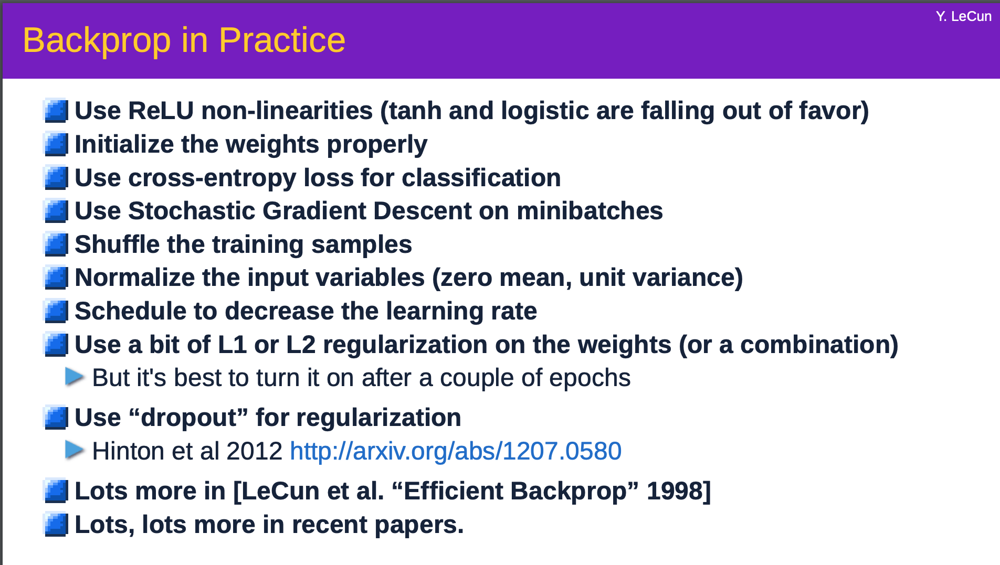 Y. LeCun
Backprop in Practice
Use ReLU non-linearities (tanh and logistic are falling out of favor)
Initialize the weights properly
Use cross-entropy loss for classification
Use Stochastic Gradient Descent on minibatches
Shuffle the training samples
Normalize the input variables (zero mean, unit variance)
Schedule to decrease the learning rate
Use a bit of L1 or L2 regularization on the weights (or a combination)
But it's best to turn it on after a couple of epochs
Use “dropout” for regularization
Hinton et al 2012 http://arxiv.org/abs/1207.0580
Lots more in [LeCun et al. “Efficient Backprop” 1998]
Lots, lots more in recent papers.